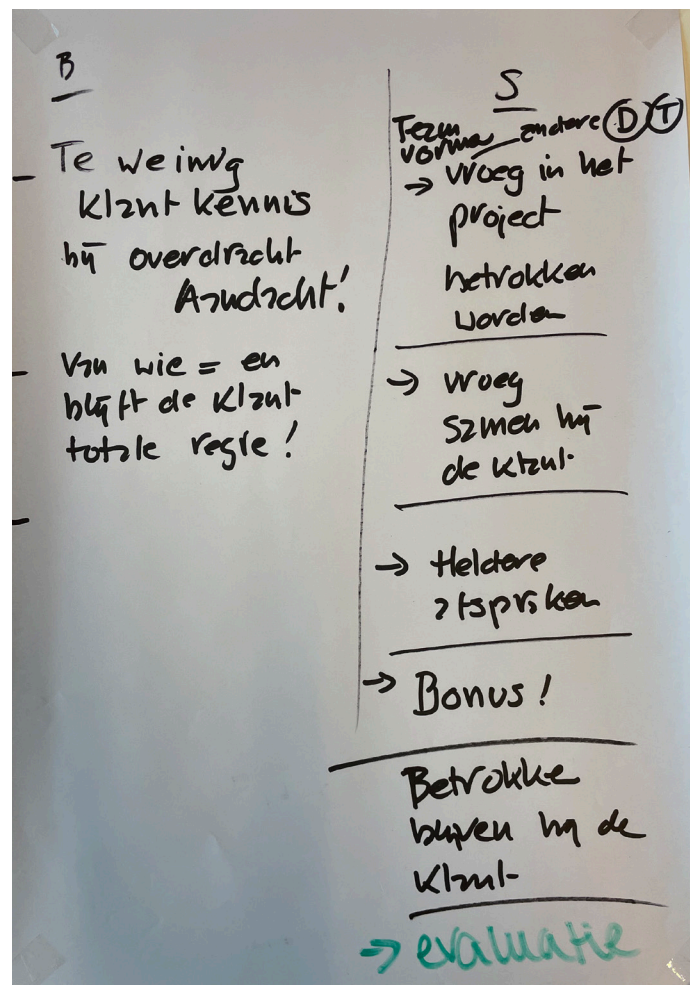 B
Te weinig
klant kennis
bij overdracht
Aandacht!
Van wie = en
blijft de klant
totale regie!
S
Team
vorma andere D T
→ vroeg in het
project
betrokken
worden
→ vroeg
samen bij
de klant
→ Heldere
afspraken
→ Bonus!
Betrokke
blijven bij de
klant
→ evaluatie